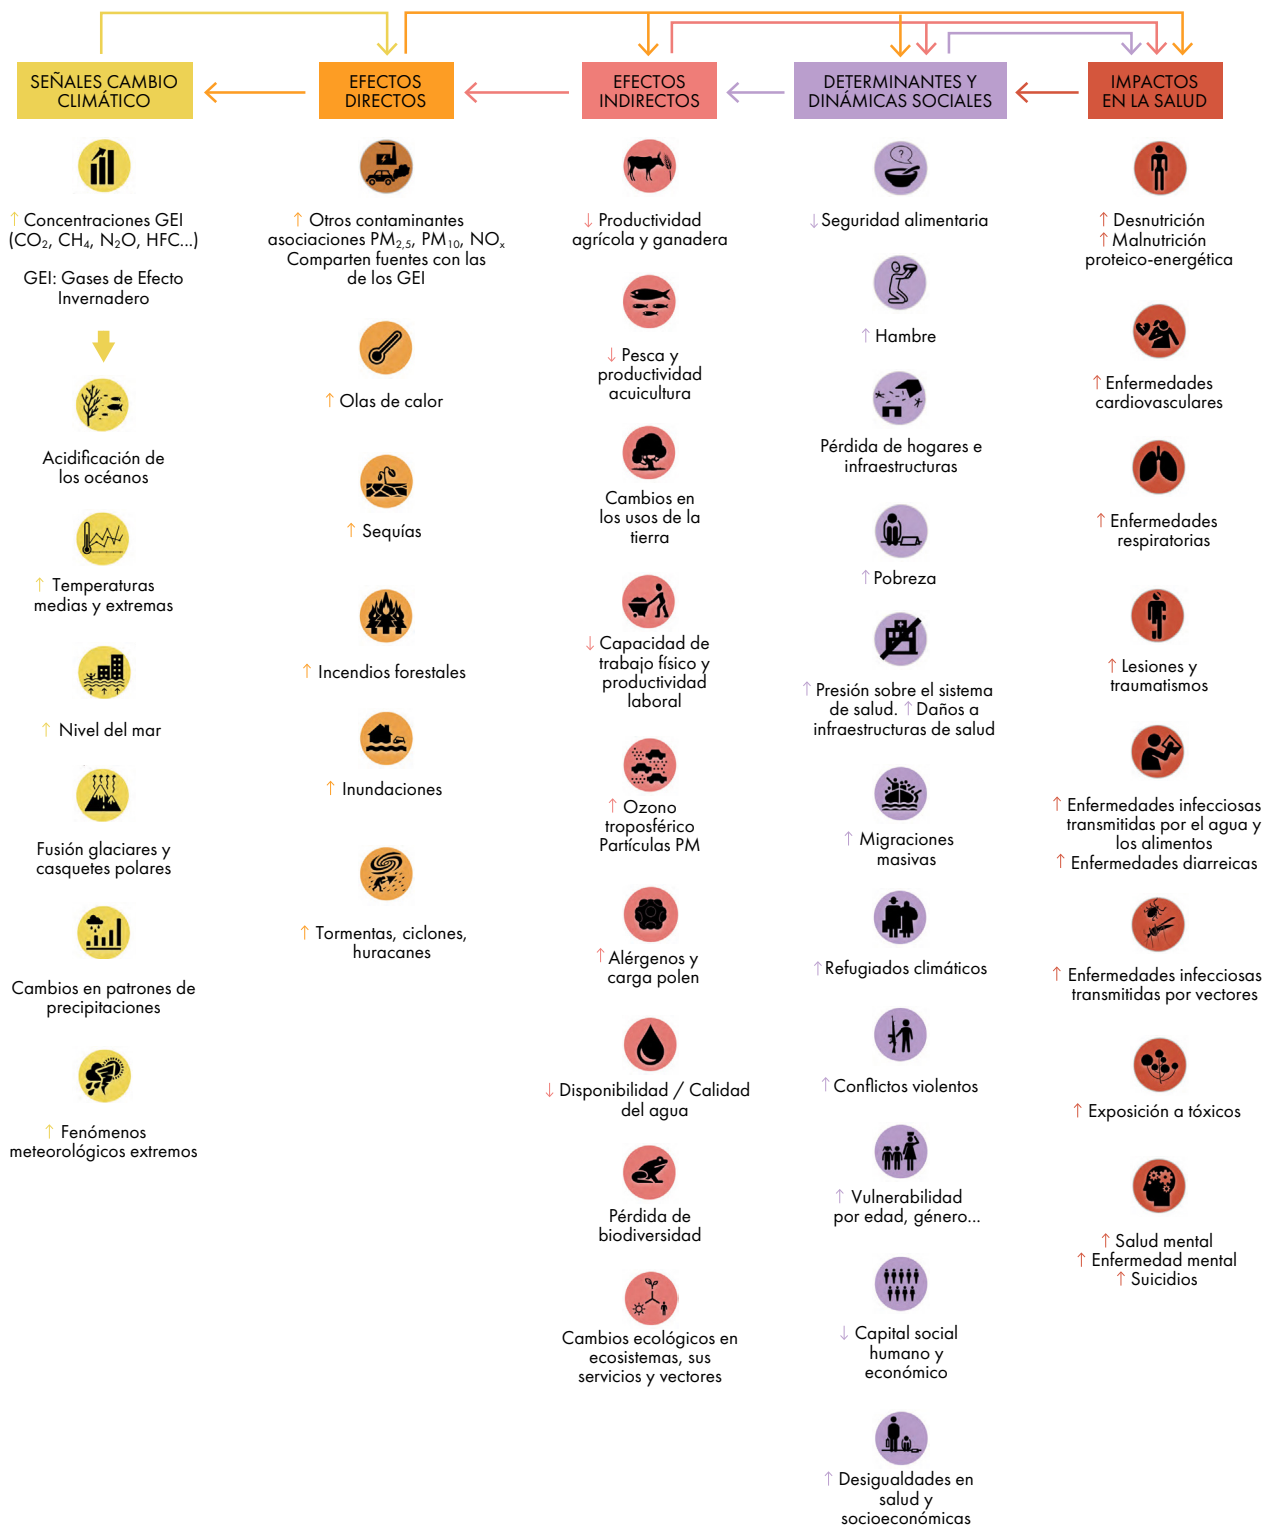 SEÑALES CAMBIO
CLIMÁTICO
↑ Concentraciones GEI
(CO₂, CH₄, N₂O, HFC...)
GEI: Gases de Efecto
Invernadero
Acidificación de
los océanos
↑ Temperaturas
medias y extremas
↑ Nivel del mar
Fusión glaciares y
casquetes polares
Cambios en patrones de
precipitaciones
↑ Fenómenos
meteorológicos extremos
EFECTOS
DIRECTOS
↑ Otros contaminantes
asociaciones PM₂,₅, PM₁₀, NOₓ
Comparten fuentes con las
de los GEI
↑ Olas de calor
↑ Sequías
↑ Incendios forestales
↑ Inundaciones
↑ Tormentas, ciclones,
huracanes
EFECTOS
INDIRECTOS
↓ Productividad
agrícola y ganadera
↓ Pesca y
productividad
acuicultura
Cambios en
los usos de la
tierra
↓ Capacidad de
trabajo físico y
productividad
laboral
↑ Ozono
troposférico
Partículas PM
↑ Alérgenos y
carga polen
↓ Disponibilidad / Calidad
del agua
Pérdida de
biodiversidad
Cambios ecológicos en
ecosistemas, sus
servicios y vectores
DETERMINANTES Y
DINÁMICAS SOCIALES
?
↓ Seguridad alimentaria
↑ Hambre
Pérdida de hogares e
infraestructuras
↑ Pobreza
↑ Presión sobre el sistema
de salud. ↑ Daños a
infraestructuras de salud
↑ Migraciones
masivas
↑ Refugiados climáticos
↑ Conflictos violentos
↑ Vulnerabilidad
por edad, género...
↓ Capital social
humano y
económico
↑ Desigualdades en
salud y
socioeconómicas
IMPACTOS
EN LA SALUD
↑ Desnutrición
↑ Malnutrición
proteico-energética
↑ Enfermedades
cardiovasculares
↑ Enfermedades
respiratorias
↑ Lesiones y
traumatismos
↑ Enfermedades infecciosas
transmitidas por el agua y
los alimentos
↑ Enfermedades diarreicas
↑ Enfermedades infecciosas
transmitidas por vectores
↑ Exposición a tóxicos
↑ Salud mental
↑ Enfermedad mental
↑ Suicidios